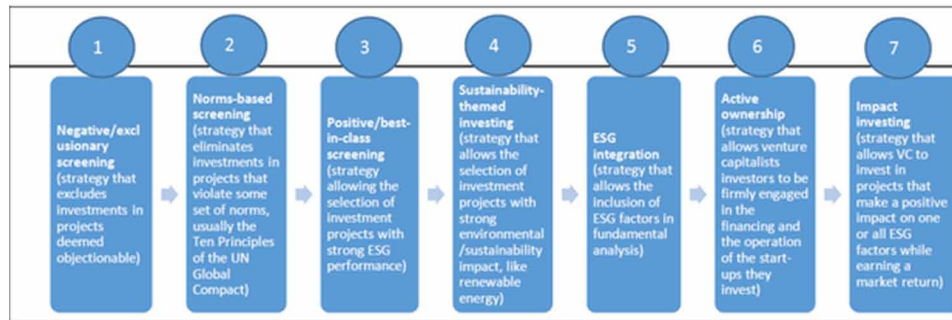 1
2
3
4
5
6
7
Negative/excl
usionary
screening
(strategy that
excludes
investments in
projects
deemed
objectionable)
Norms-based
screening
(strategy that
eliminates
investments in
projects that
violate some
set of norms,
usually the
Ten Principles
of the UN
Global
Compact)
Positive/best-
in-class
screening
(strategy
allowing the
selection of
investment
projects with
strong ESG
performance)
Sustainability-
themed
investing
(strategy that
allows the
selection of
investment
projects with
strong
environmental
/sustainability
impact, like
renewable
energy)
ESG
integration
(strategy that
allows the
inclusion of
ESG factors in
fundamental
analysis)
Active
ownership
(strategy that
allows venture
capitalists
investors to be
firmly engaged
in the
financing and
the operation
of the start-
ups they
invest)
Impact
investing
(strategy that
allows VC to
invest in
projects that
make a positive
impact on one
or all ESG
factors while
earning a
market return)